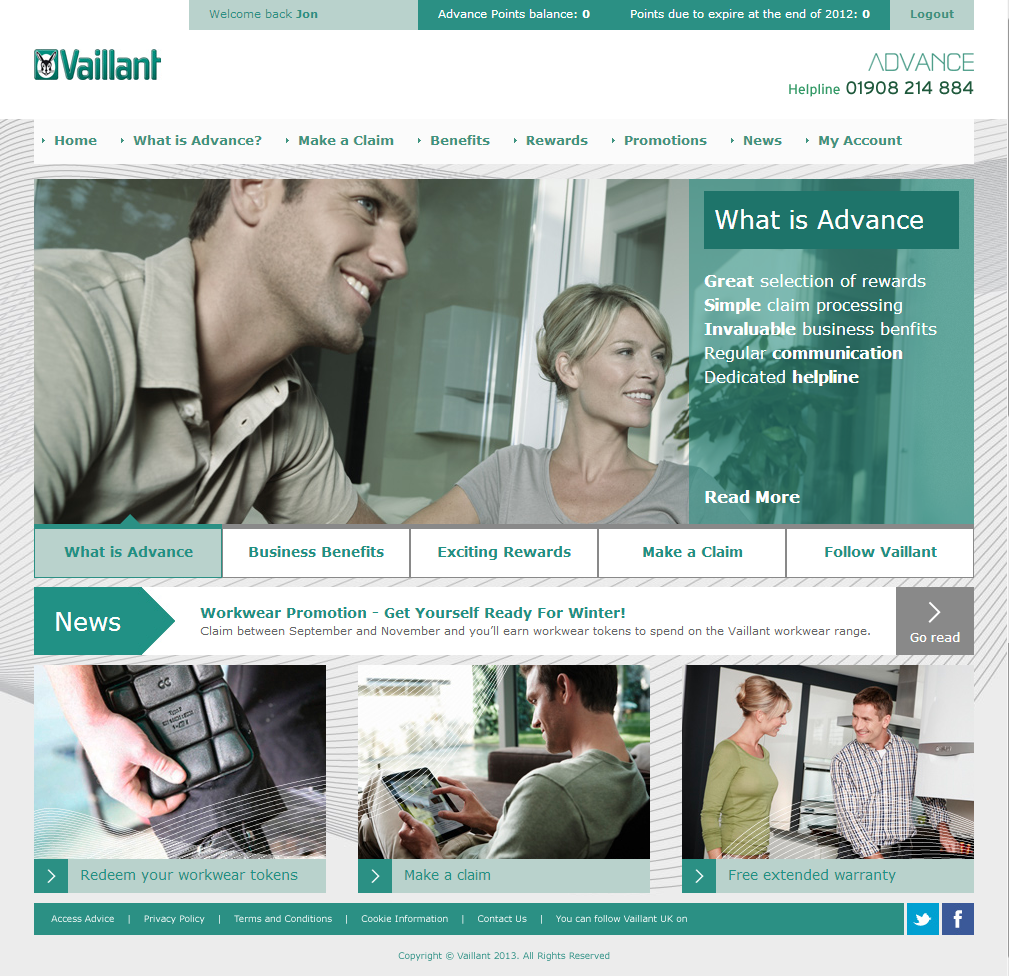 Welcome back Jon
Advance Points balance: 0
Points due to expire at the end of 2012: 0
Logout
Vaillant
ADVANCE
Helpline 01908 214 884
Home
What is Advance?
Make a Claim
Benefits
Rewards
Promotions
News
My Account
What is Advance
Great selection of rewards
Simple claim processing
Invaluable business benfits
Regular communication
Dedicated helpline
Read More
What is Advance
Business Benefits
Exciting Rewards
Make a Claim
Follow Vaillant
News
Workwear Promotion - Get Yourself Ready For Winter!
Claim between September and November and you'll earn workwear tokens to spend on the Vaillant workwear range.
Go read
Redeem your workwear tokens
Make a claim
Free extended warranty
Access Advice | Privacy Policy | Terms and Conditions | Cookie Information | Contact Us | You can follow Vaillant UK on
Copyright © Vaillant 2013. All Rights Reserved